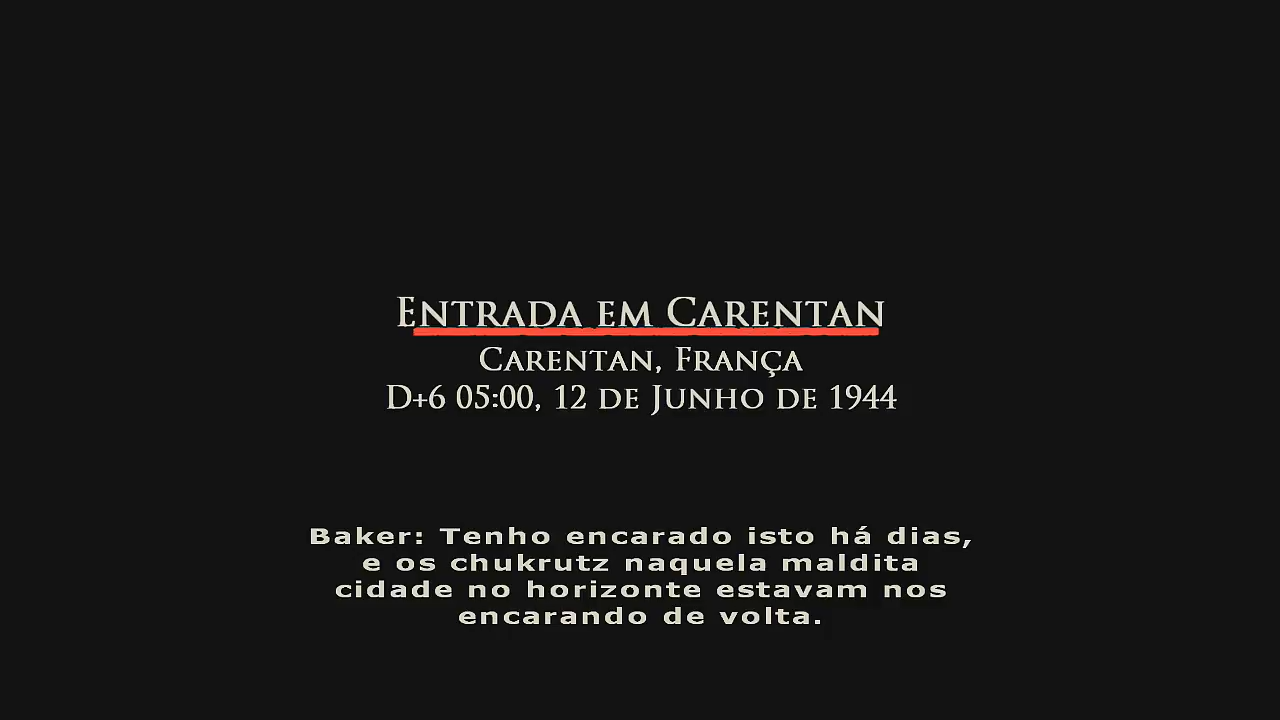 Entrada em Carentan
Carentan, França
D+6 05:00, 12 de Junho de 1944
Baker: Tenho encarado isto há dias,
e os chukrutz naquela maldita
cidade no horizonte estavam nos
encarando de volta.